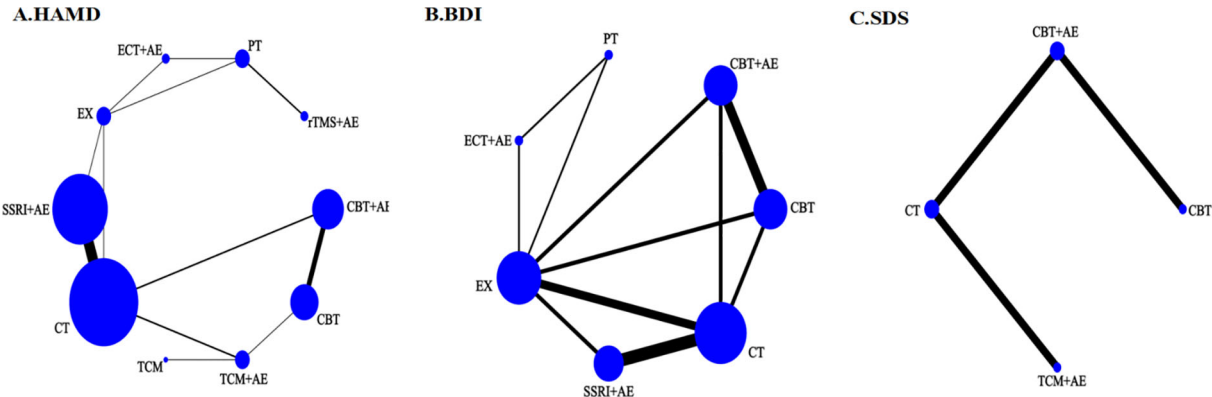 A.HAMD
ECT+AE
PT
EX
rTMS+AE
SSRI+AE
CBT+AE
CT
CBT
TCM
TCM+AE
B.BDI
PT
CBT+AE
ECT+AE
CBT
EX
CT
SSRI+AE
C.SDS
CBT+AE
CT
CBT
TCM+AE